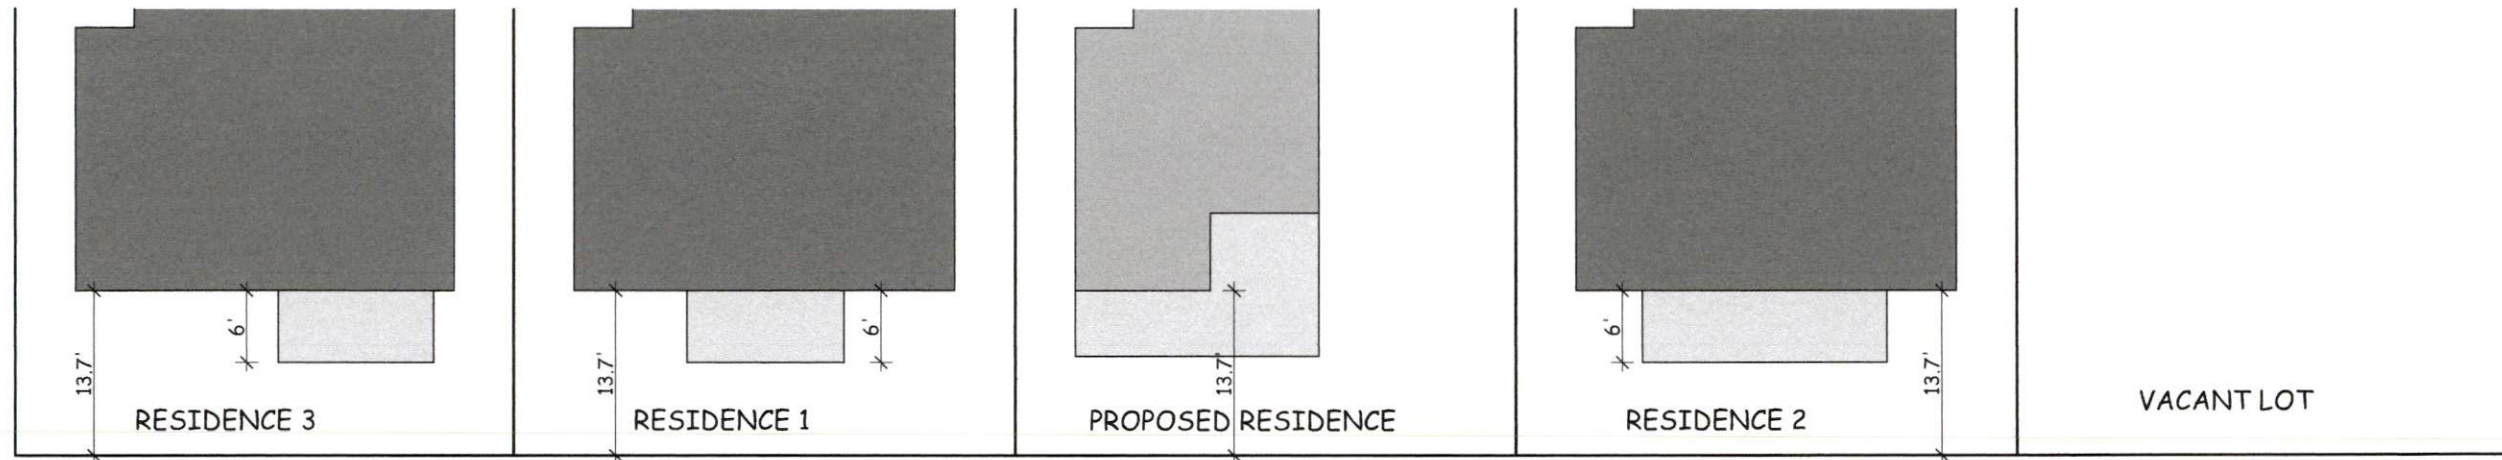 6'
13.7'
RESIDENCE 3
6'
13.7'
RESIDENCE 1
13.7'
PROPOSED RESIDENCE
6'
13.7'
RESIDENCE 2
VACANT LOT